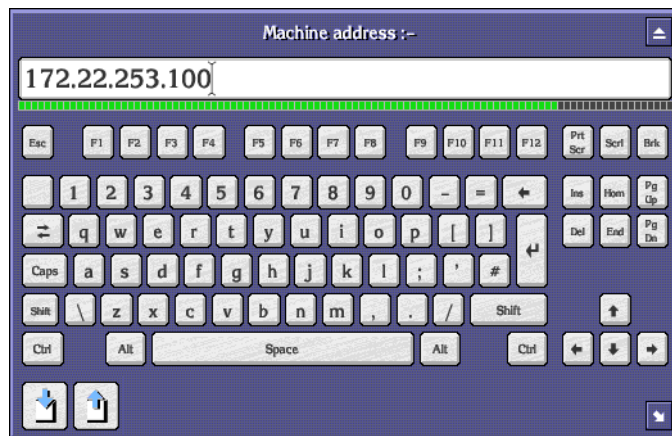 Machine address :-
172.22.253.100
Esc F1 F2 F3 F4 F5 F6 F7 F8 F9 F10 F11 F12 Prt Scr Scrl Brk
1 2 3 4 5 6 7 8 9 0 - = Ins Hom Pg Up
q w e r t y u i o p [ ] Del End Pg Dn
Caps a s d f g h j k l ; ' #
Shift \ z x c v b n m , . / Shift
Ctrl Alt Space Alt Ctrl